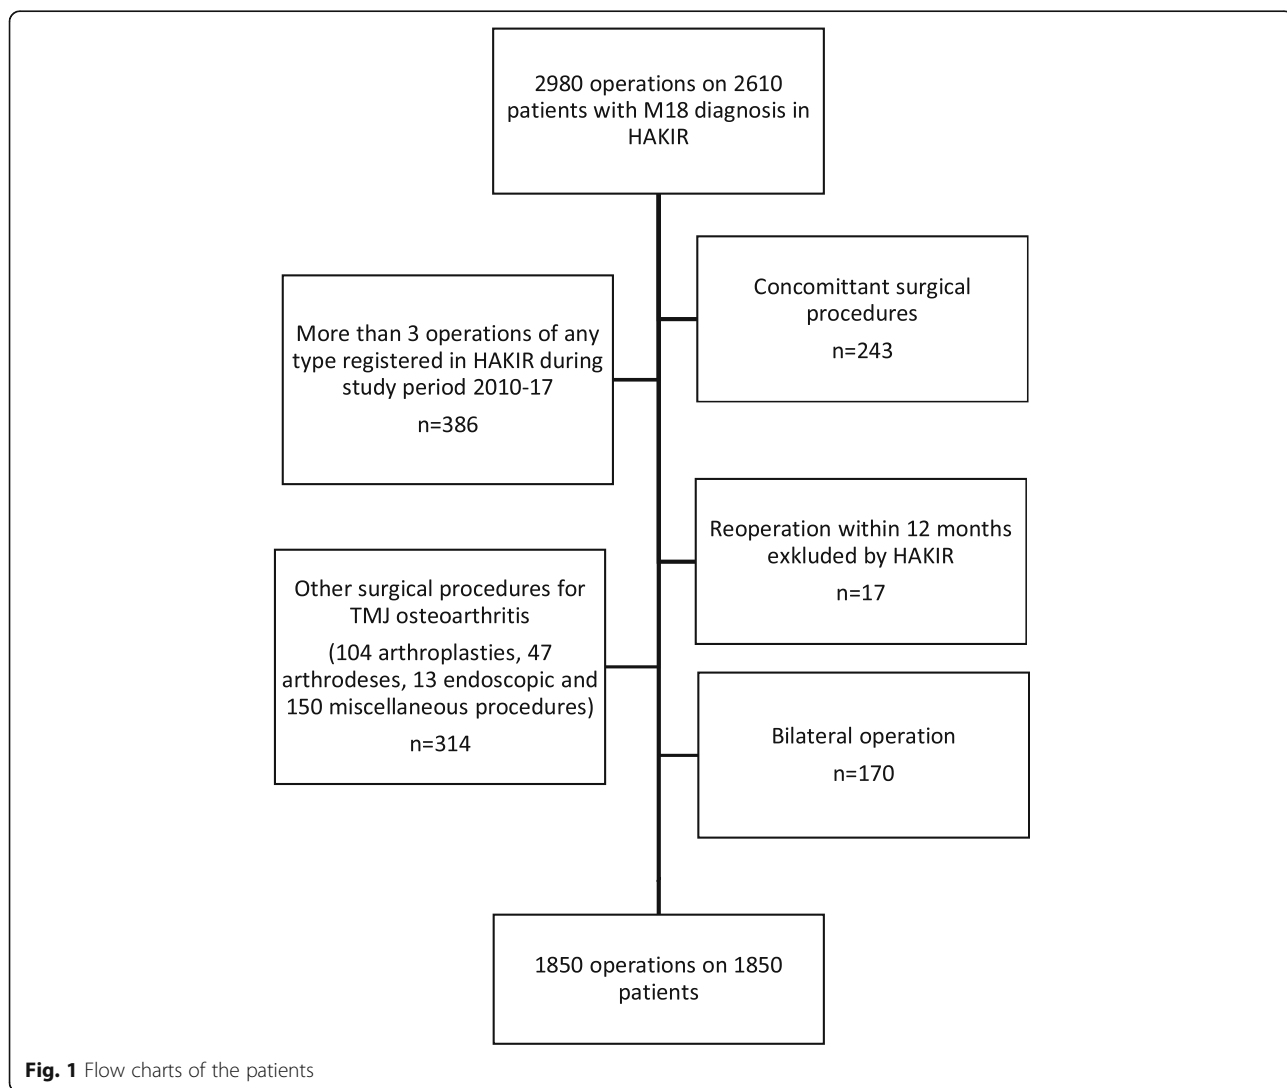 2980 operations on 2610
patients with M18 diagnosis in
HAKIR
Concomittant surgical
procedures
n=243
More than 3 operations of any
type registered in HAKIR during
study period 2010-17
n=386
Reoperation within 12 months
exkluded by HAKIR
n=17
Other surgical procedures for
TMJ osteoarthritis
(104 arthroplasties, 47
arthrodeses, 13 endoscopic and
150 miscellaneous procedures)
n=314
Bilateral operation
n=170
1850 operations on 1850
patients
Fig. 1 Flow charts of the patients